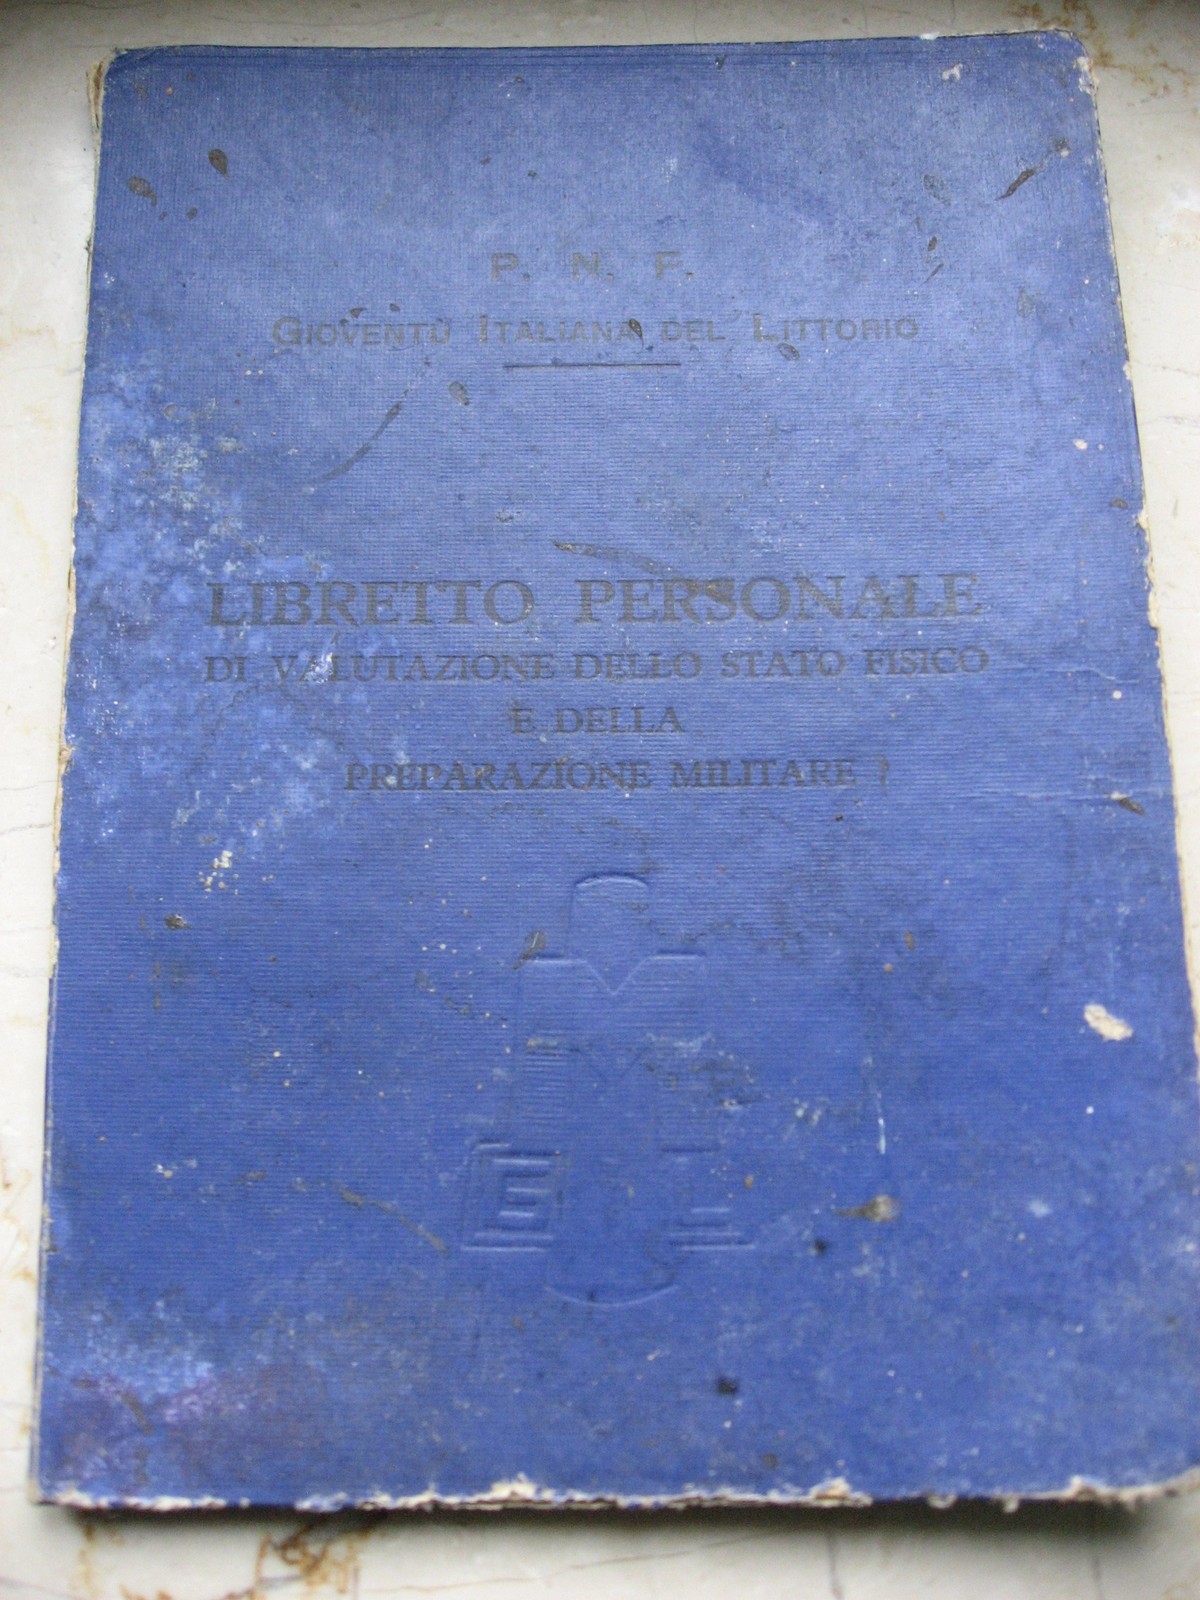 P. N. F.
GIOVENTÙ ITALIANA DEL LITTORIO
LIBRETTO PERSONALE
DI VALUTAZIONE DELLO STATO FISICO
E DELLA
PREPARAZIONE MILITARE
E F